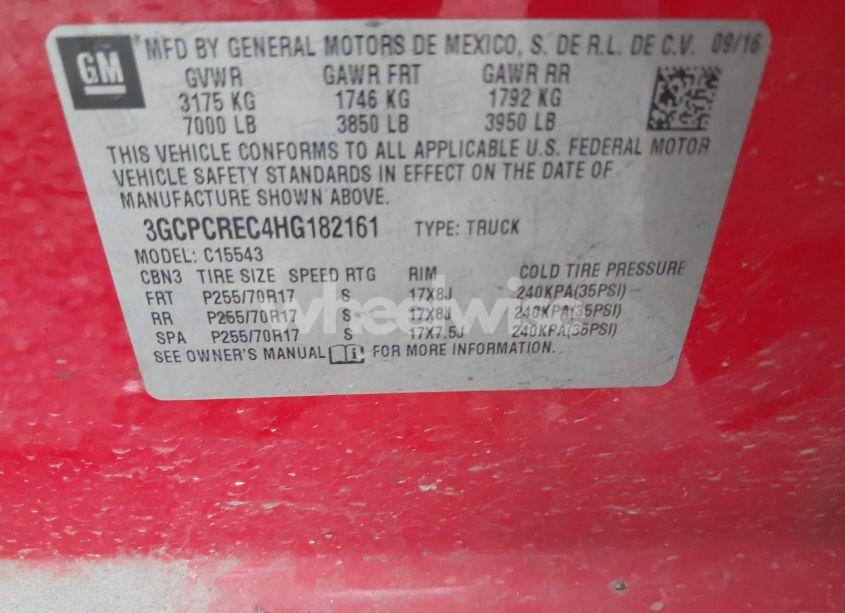 GM MFD BY GENERAL MOTORS DE MEXICO, S. DE R.L. DE C.V. 09/16
GVWR GAWR FRT GAWR RR
3175 KG 1746 KG 1792 KG
7000 LB 3850 LB 3950 LB
THIS VEHICLE CONFORMS TO ALL APPLICABLE U.S. FEDERAL MOTOR
VEHICLE SAFETY STANDARDS IN EFFECT ON THE DATE OF
MANUFACTURE SHOWN ABOVE.
3GCPCREC4HG182161 TYPE: TRUCK
MODEL: C15543
CBN3 TIRE SIZE SPEED RTG RIM COLD TIRE PRESSURE
FRT P255/70R17 S 17X8J 240KPA(35PSI)
RR P255/70R17 S 17X8J 240KPA(35PSI)
SPA P255/70R17 S 17X7.5J 240KPA(35PSI)
SEE OWNER'S MANUAL FOR MORE INFORMATION.